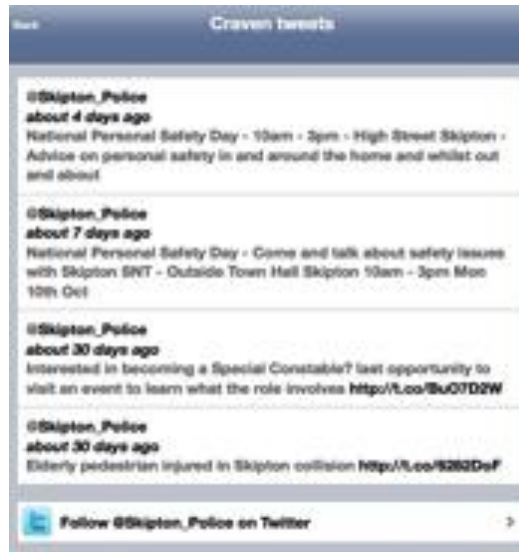 Back
Craven tweets
@Skipton_Police
about 4 days ago
National Personal Safety Day - 10am - 3pm - High Street Skipton -
Advice on personal safety in and around the home and whilst out
and about
@Skipton_Police
about 7 days ago
National Personal Safety Day - Come and talk about safety issues
with Skipton SNT - Outside Town Hall Skipton 10am - 3pm Mon
10th Oct
@Skipton_Police
about 30 days ago
Interested in becoming a Special Constable? last opportunity to
visit an event to learn what the role involves
@Skipton_Police
about 30 days ago
Elderly pedestrian injured in Skipton collision
Follow @Skipton_Police on Twitter